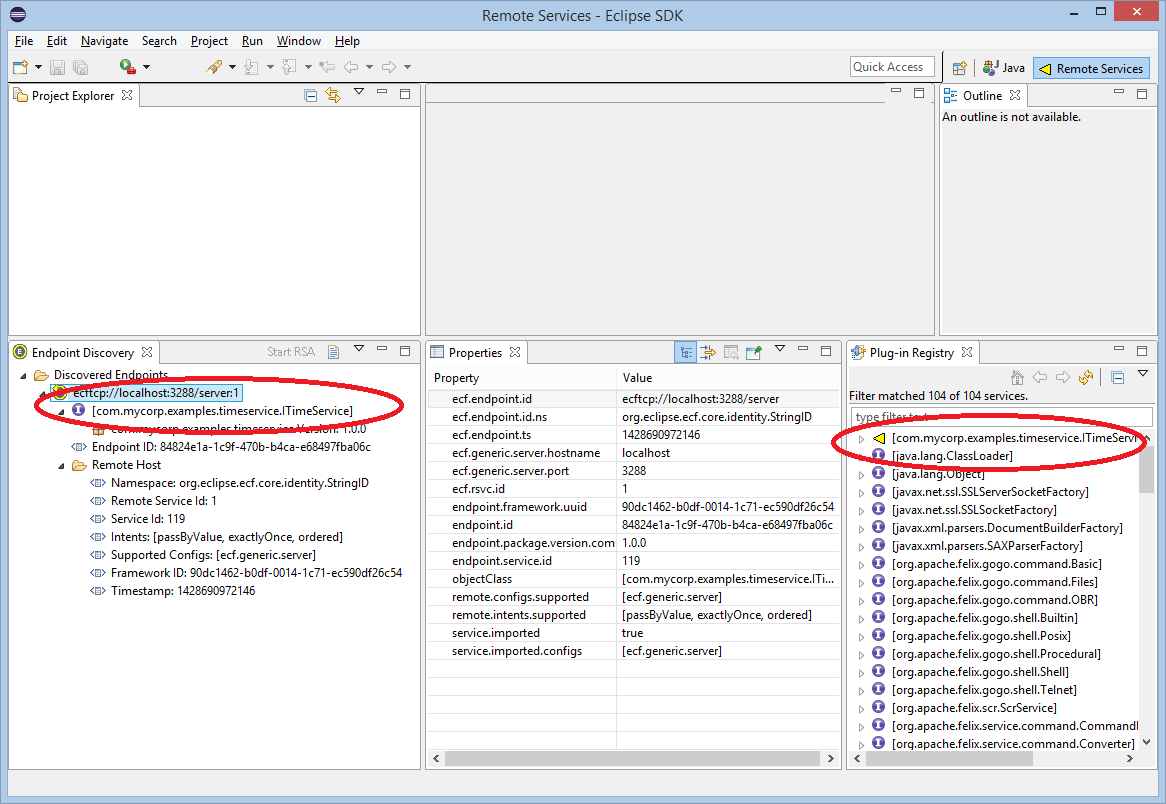 Remote Services - Eclipse SDK
File Edit Navigate Search Project Run Window Help
Quick Access
Java
Remote Services
Project Explorer
Outline
An outline is not available.
Endpoint Discovery
Start RSA
Discovered Endpoints
ecftcp://localhost:3288/server:1
[com.mycorp.examples.timeservice.ITimeService]
com.mycorp.examples.timeservice.Version: 1.0.0
Endpoint ID: 84824e1a-1c9f-470b-b4ca-e68497fba06c
Remote Host
Namespace: org.eclipse.ecf.core.identity.StringID
Remote Service Id: 1
Service Id: 119
Intents: [passByValue, exactlyOnce, ordered]
Supported Configs: [ecf.generic.server]
Framework ID: 90dc1462-b0df-0014-1c71-ec590df26c54
Timestamp: 1428690972146
Properties
Property Value
ecf.endpoint.id ecftcp://localhost:3288/server
ecf.endpoint.id.ns org.eclipse.ecf.core.identity.StringID
ecf.endpoint.ts 1428690972146
ecf.generic.server.hostname localhost
ecf.generic.server.port 3288
ecf.rsvc.id 1
endpoint.framework.uuid 90dc1462-b0df-0014-1c71-ec590df26c54
endpoint.id 84824e1a-1c9f-470b-b4ca-e68497fba06c
endpoint.package.version.com 1.0.0
endpoint.service.id 119
objectClass [com.mycorp.examples.timeservice.ITi...
remote.configs.supported [ecf.generic.server]
remote.intents.supported [passByValue, exactlyOnce, ordered]
service.imported true
service.imported.configs [ecf.generic.server]
Plug-in Registry
Filter matched 104 of 104 services.
type filter text
[com.mycorp.examples.timeservice.ITimeServi
[java.lang.ClassLoader]
[java.lang.Object]
[javax.net.ssl.SSLServerSocketFactory]
[javax.net.ssl.SSLSocketFactory]
[javax.xml.parsers.DocumentBuilderFactory]
[javax.xml.parsers.SAXParserFactory]
[org.apache.felix.gogo.command.Basic]
[org.apache.felix.gogo.command.Files]
[org.apache.felix.gogo.command.OBR]
[org.apache.felix.gogo.shell.Builtin]
[org.apache.felix.gogo.shell.Posix]
[org.apache.felix.gogo.shell.Procedural]
[org.apache.felix.gogo.shell.Shell]
[org.apache.felix.gogo.shell.Telnet]
[org.apache.felix.scr.ScrService]
[org.apache.felix.service.command.Command
[org.apache.felix.service.command.Converter]